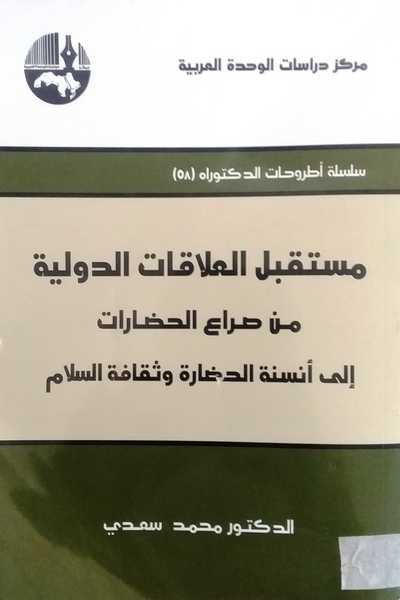 مركز دراسات الوحدة العربية
سلسلة أطروحات الدكتوراه (٥٨)
مستقبل العلاقات الدولية
من صراع الحضارات
إلى أنسنة الحضارة وثقافة السلام
الدكتور محمد سعدي